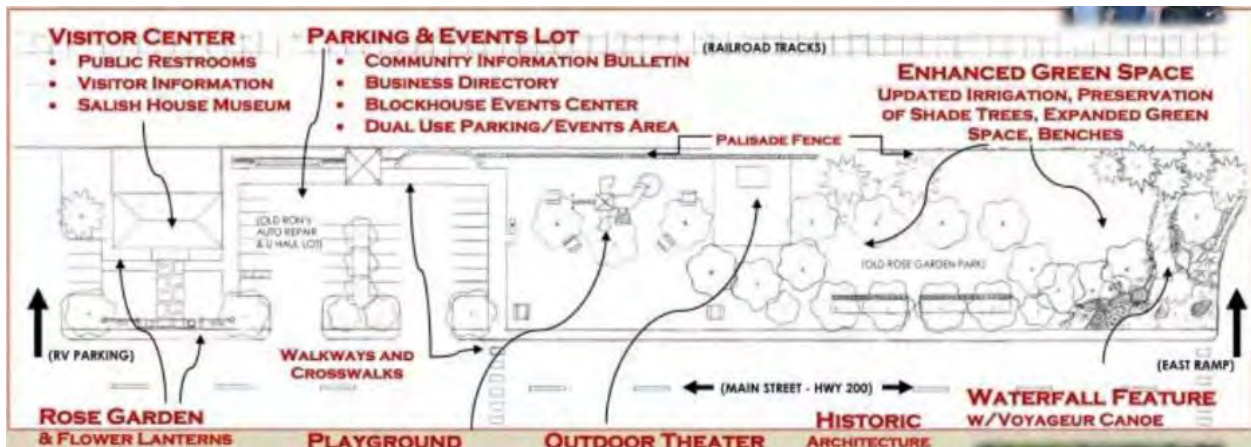 VISITOR CENTER
• PUBLIC RESTROOMS
• VISITOR INFORMATION
• SALISH HOUSE MUSEUM
PARKING & EVENTS LOT
• COMMUNITY INFORMATION BULLETIN
• BUSINESS DIRECTORY
• BLOCKHOUSE EVENTS CENTER
• DUAL USE PARKING/EVENTS AREA
(RAILROAD TRACKS)
ENHANCED GREEN SPACE
UPDATED IRRIGATION, PRESERVATION
OF SHADE TREES, EXPANDED GREEN
SPACE, BENCHES
PALISADE FENCE
(OLD RON'S
AUTO REPAIR
& U HAUL LOT)
(OLD ROSE GARDEN PARK)
(RV PARKING)
WALKWAYS AND
CROSSWALKS
(MAIN STREET - HWY 200)
(EAST RAMP)
ROSE GARDEN
& FLOWER LANTERNS
PLAYGROUND
OUTDOOR THEATER
HISTORIC
ARCHITECTURE
WATERFALL FEATURE
W/VOYAGEUR CANOE